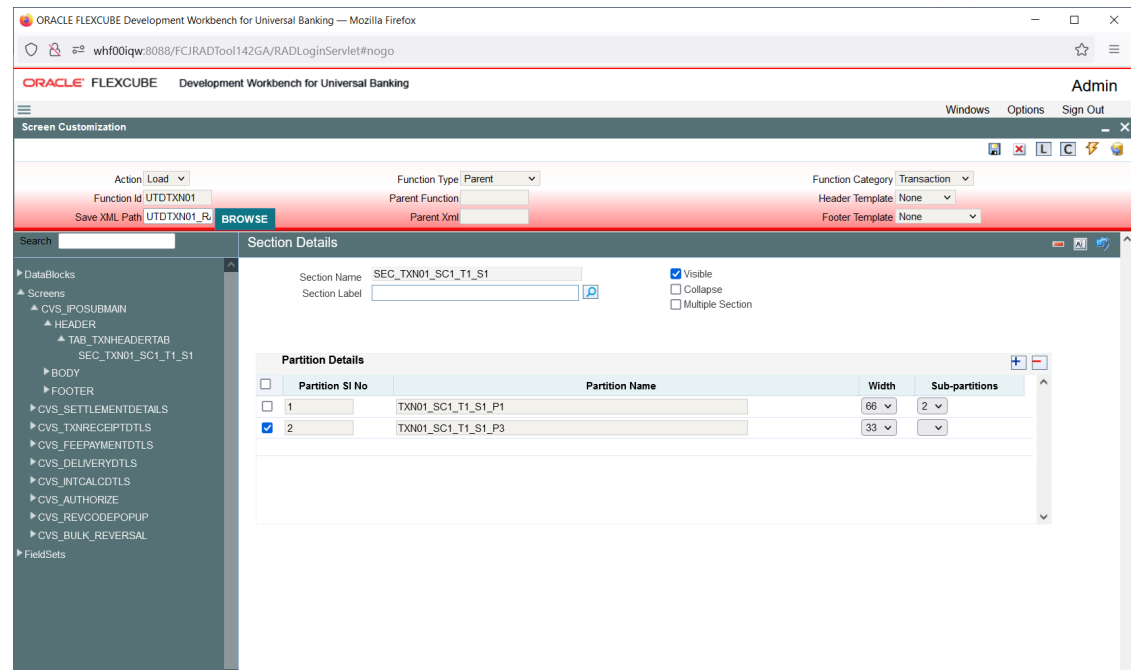 ORACLE FLEXCUBE Development Workbench for Universal Banking — Mozilla Firefox
whf00iqw:8088/FCJRADTool142GA/RADLoginServlet#nogo
ORACLE FLEXCUBE Development Workbench for Universal Banking Admin
Windows Options Sign Out
Screen Customization
L C
Action Load Function Type Parent Function Category Transaction
Function Id UTDTXN01 Parent Function Header Template None
Save XML Path UTDTXN01_R BROWSE Parent Xml Footer Template None
Search Section Details
DataBlocks
Screens
CVS_IPOSUBMAIN
HEADER
TAB_TXNHEADERTAB
SEC_TXN01_SC1_T1_S1
BODY
FOOTER
CVS_SETTLEMENTDETAILS
CVS_TXNRECEIPTDTLS
CVS_FEEPAYMENTDTLS
CVS_DELIVERYDTLS
CVS_INTCALCDTLS
CVS_AUTHORIZE
CVS_REVCODEPOPUP
CVS_BULK_REVERSAL
FieldSets
Section Name SEC_TXN01_SC1_T1_S1 Visible
Section Label Collapse
Multiple Section
Partition Details
Partition Sl No Partition Name Width Sub-partitions
1 TXN01_SC1_T1_S1_P1 66 2
2 TXN01_SC1_T1_S1_P3 33